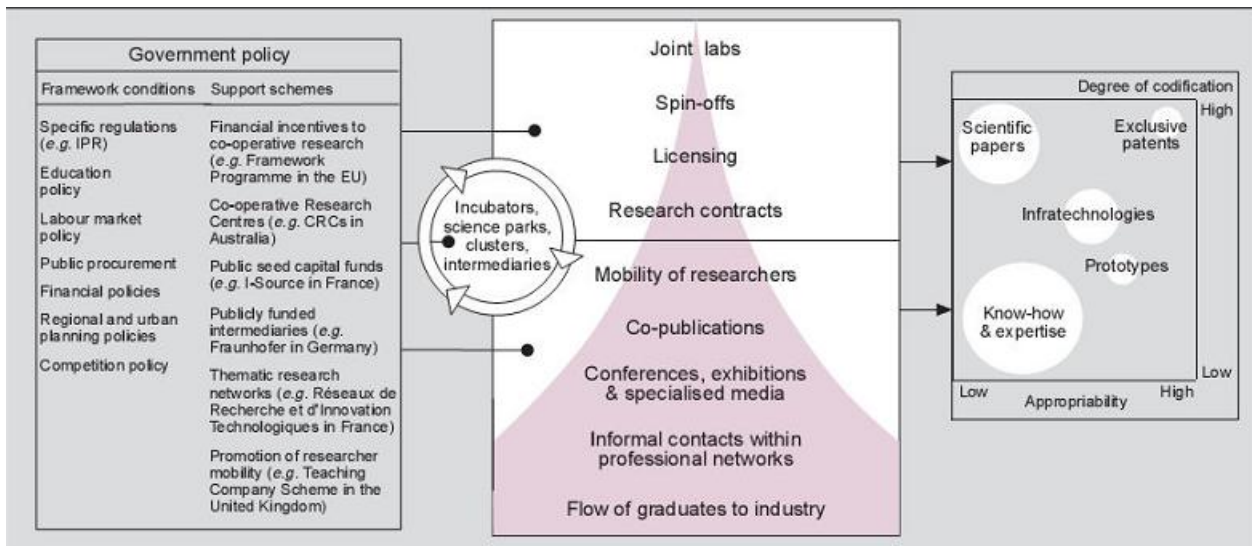 Government policy
Framework conditions
Specific regulations
(e.g. IPR)
Education
policy
Labour market
policy
Public procurement
Financial policies
Regional and urban
planning policies
Competition policy
Support schemes
Financial incentives to
co-operative research
(e.g. Framework
Programme in the EU)
Co-operative Research
Centres (e.g. CRCs in
Australia)
Public seed capital funds
(e.g. I-Source in France)
Publicly funded
intermediaries (e.g.
Fraunhofer in Germany)
Thematic research
networks (e.g. Réseaux de
Recherche et d'Innovation
Technologiques in France)
Promotion of researcher
mobility (e.g. Teaching
Company Scheme in the
United Kingdom)
Incubators,
science parks,
clusters,
intermediaries
Joint labs
Spin-offs
Licensing
Research contracts
Mobility of researchers
Co-publications
Conferences, exhibitions
& specialised media
Informal contacts within
professional networks
Flow of graduates to industry
Degree of codification
High
Scientific
papers
Exclusive
patents
Infratechnologies
Prototypes
Know-how
& expertise
Low
Low
High
Appropriability